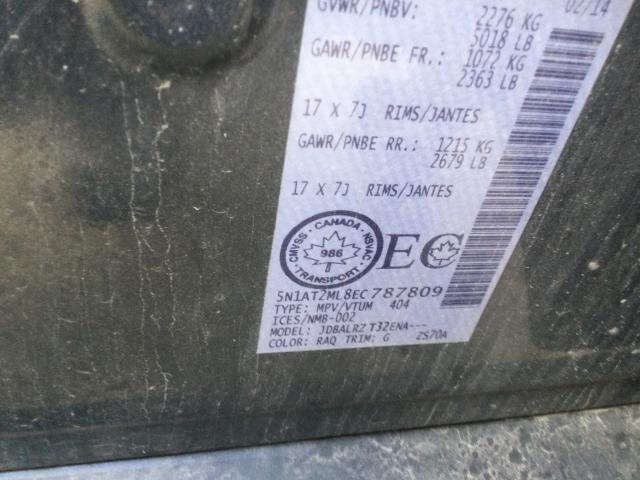 02/14
GVWR/PNBV: 2276 KG
5018 LB
GAWR/PNBE FR.: 1072 KG
2363 LB
17 X 7J RIMS/JANTES
GAWR/PNBE RR.: 1215 KG
2679 LB
17 X 7J RIMS/JANTES
CMVSS · CANADA · NSVAC
986
TRANSPORT
EC
5N1AT2ML8EC787809
TYPE: MPV/VTUM 404
ICES/NMB-002
MODEL: JDBALRZ T32ENA---
COLOR: RAQ TRIM: G ZS70A